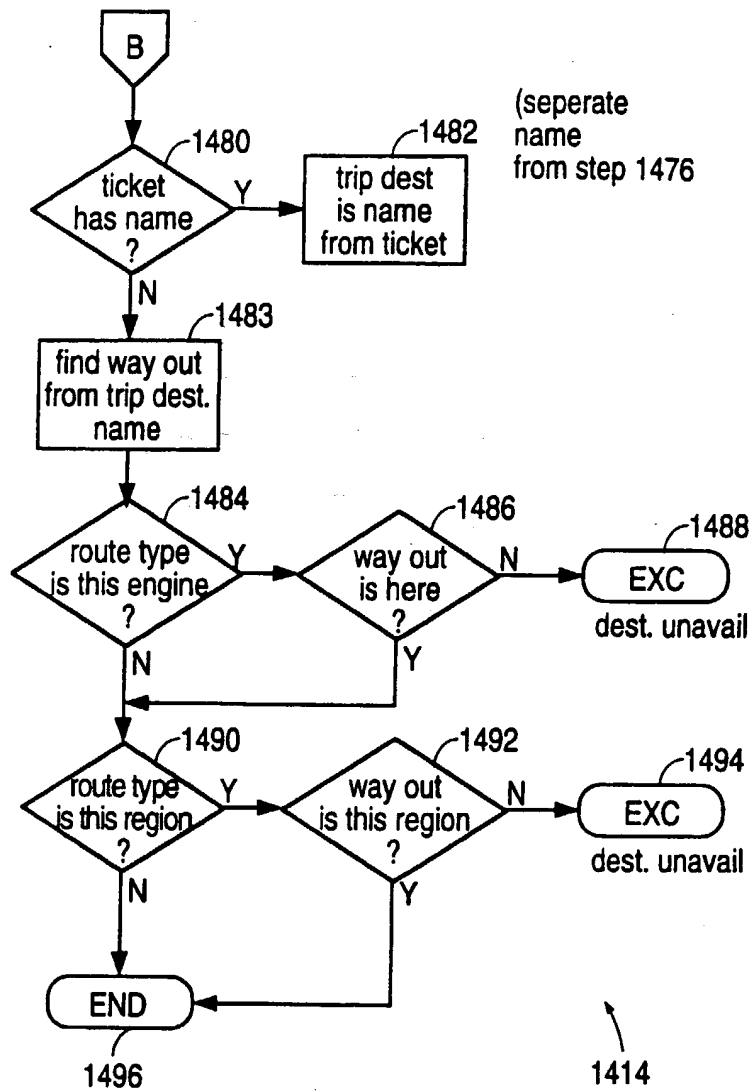 B
1480
ticket
has name
?
Y
N
1482
trip dest
is name
from ticket
(seperate
name
from step 1476
1483
find way out
from trip dest.
name
1484
route type
is this engine
?
Y
N
1486
way out
is here
?
N
Y
1488
EXC
dest. unavail
1490
route type
is this region
?
Y
N
1492
way out
is this region
?
N
Y
1494
EXC
dest. unavail
END
1496
1414